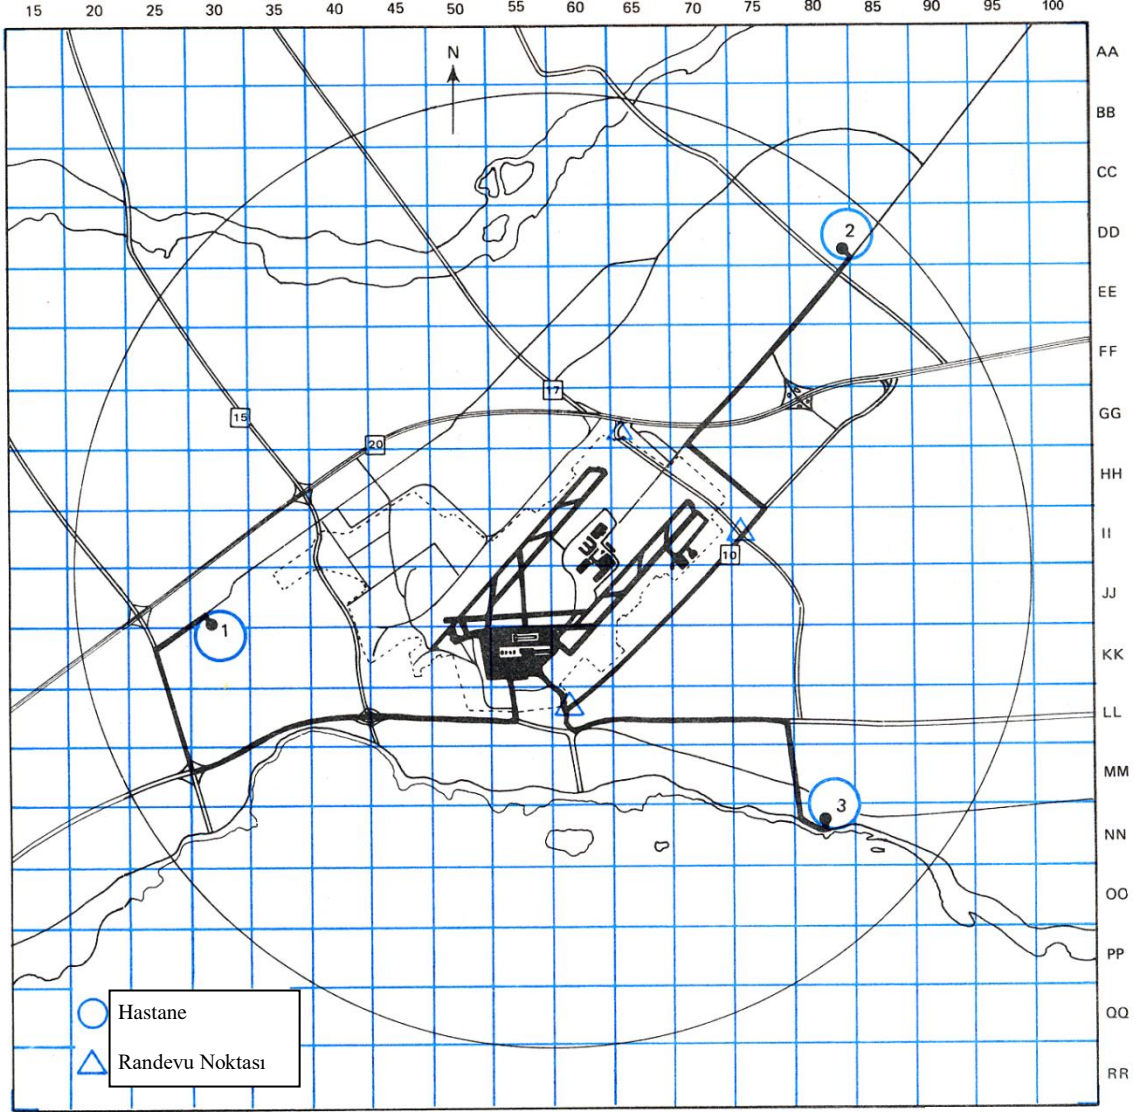 15 20 25 30 35 40 45 50 55 60 65 70 75 80 85 90 95 100
N
AA
BB
CC
DD
2
EE
FF
17
GG
15
20
HH
II
10
JJ
1
KK
LL
MM
3
NN
OO
PP
QQ
Hastane
Randevu Noktası
RR